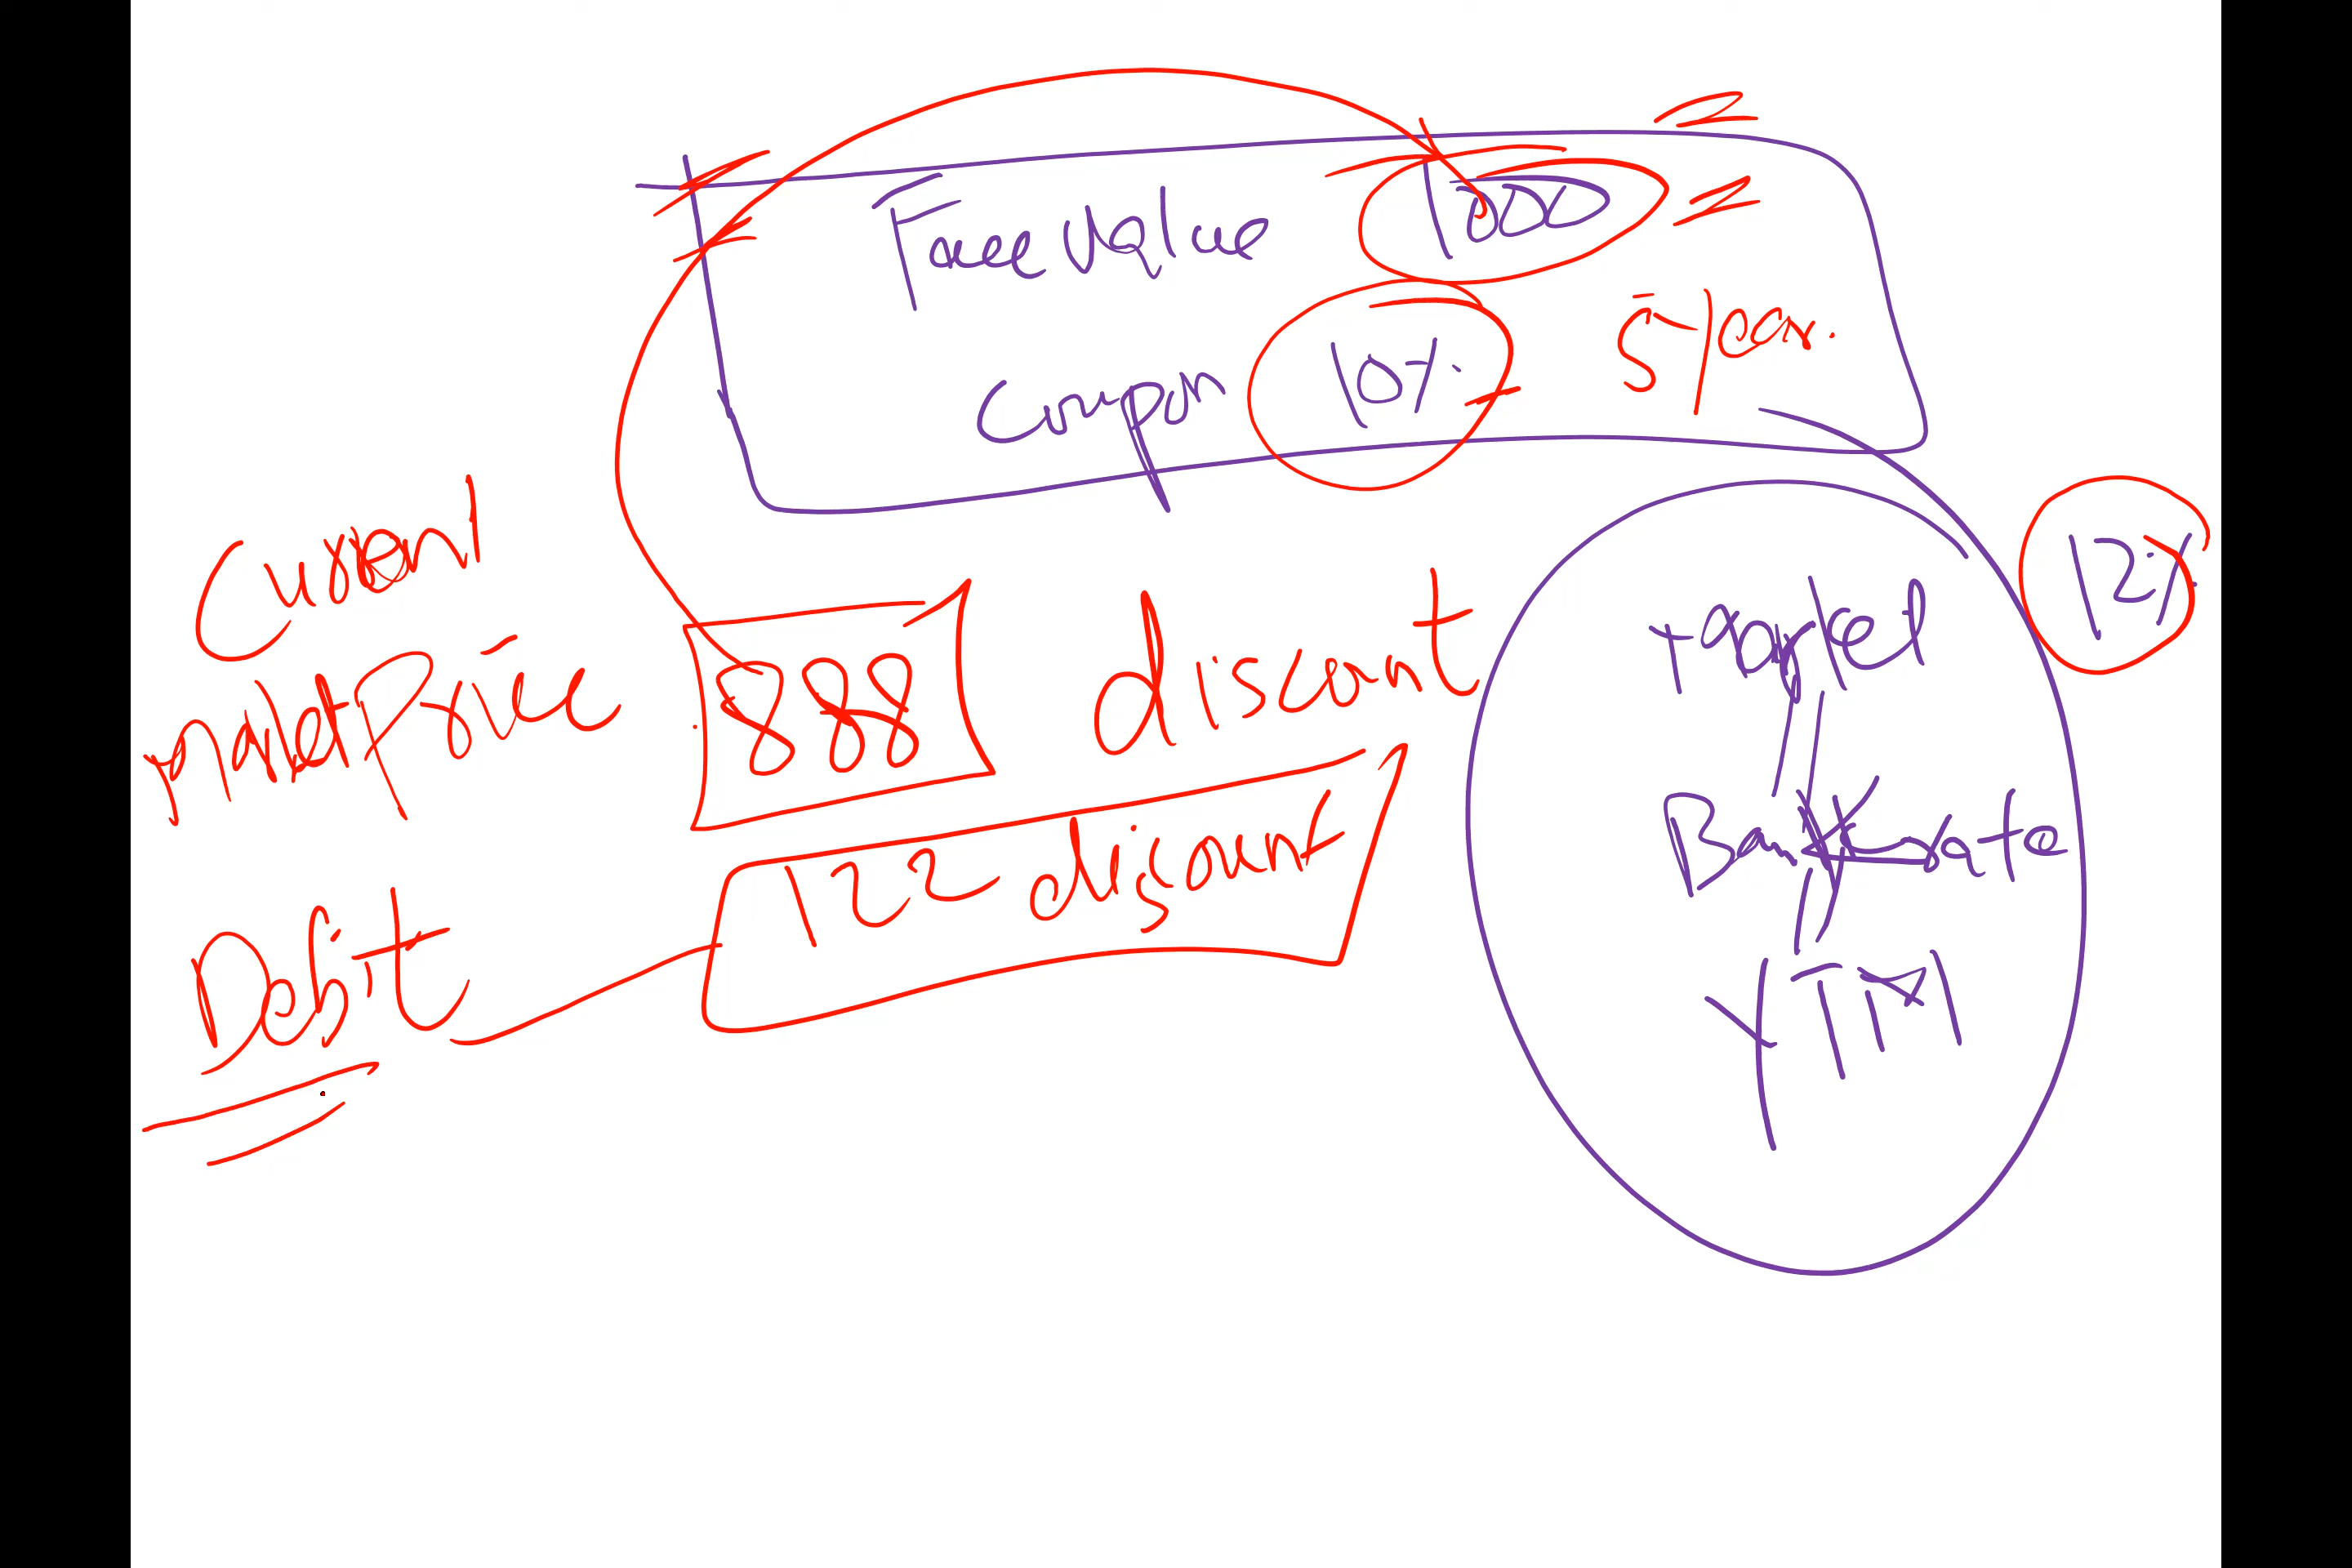 Face Value 1000
Coupon 10%. 5 Year.
Current
Market Price 888 discount
12%
Market
122 discount
Bank Rate
Deficit
YTM